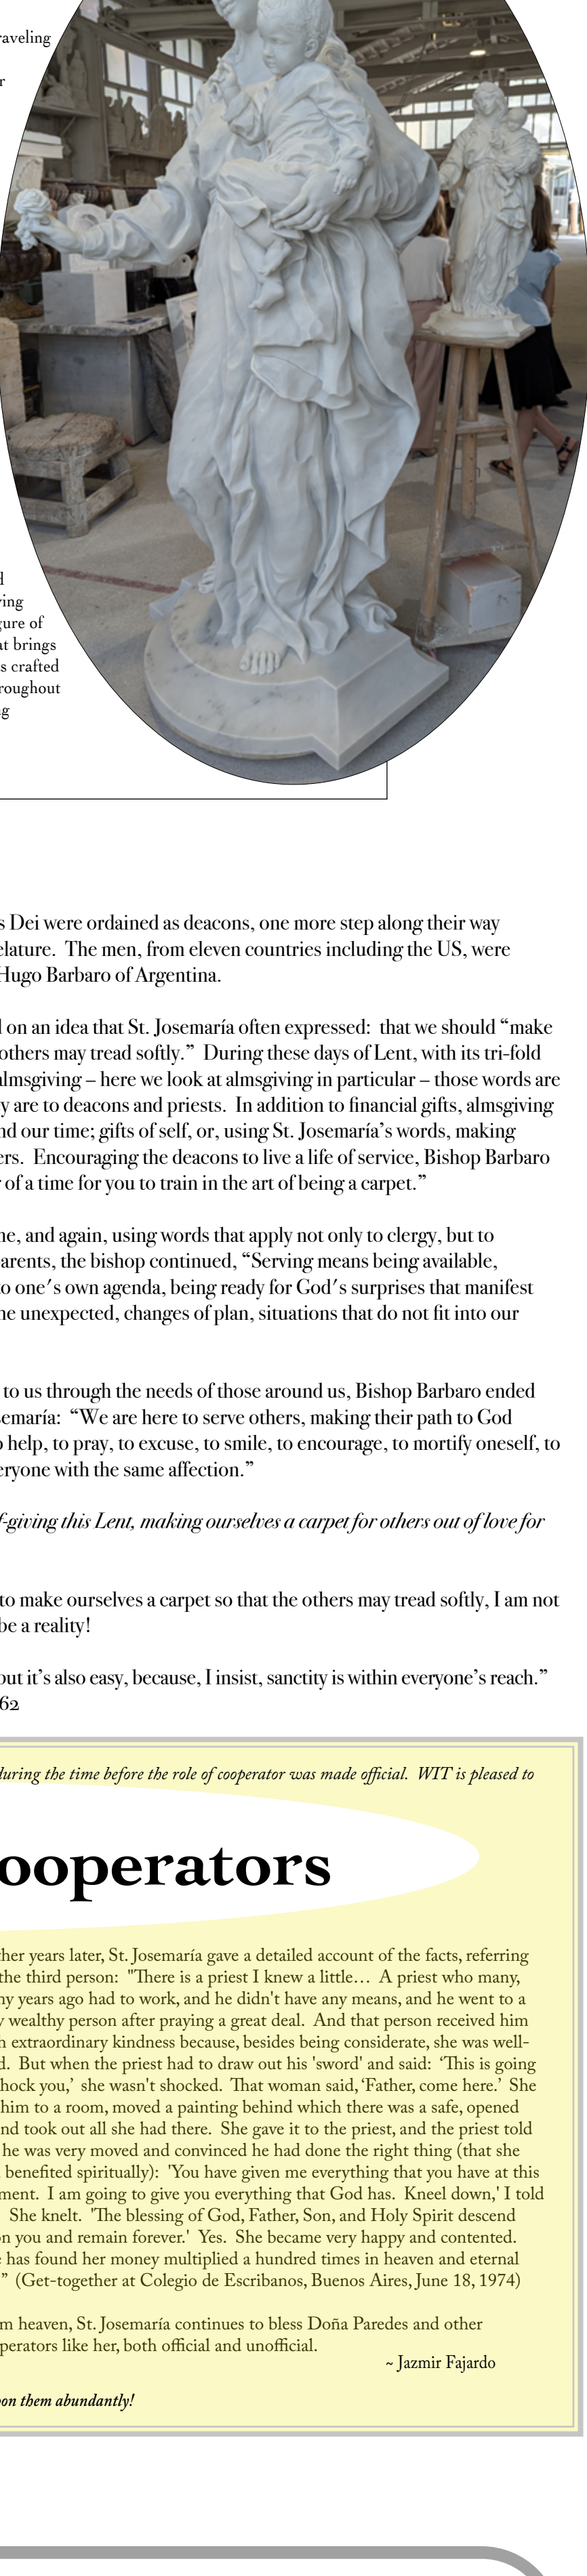 raveling
r
d
ving
gure of
at brings
s crafted
roughout
ng
s Dei were ordained as deacons, one more step along their way
elature.  The men, from eleven countries including the US, were
Hugo Barbaro of Argentina.
l on an idea that St. Josemaría often expressed:  that we should “make
others may tread softly.”  During these days of Lent, with its tri-fold
almsgiving – here we look at almsgiving in particular – those words are
y are to deacons and priests.  In addition to financial gifts, almsgiving
nd our time; gifts of self, or, using St. Josemaría’s words, making
ers.  Encouraging the deacons to live a life of service, Bishop Barbaro
of a time for you to train in the art of being a carpet.”
ne, and again, using words that apply not only to clergy, but to
arents, the bishop continued, “Serving means being available,
to one's own agenda, being ready for God's surprises that manifest
he unexpected, changes of plan, situations that do not fit into our
to us through the needs of those around us, Bishop Barbaro ended
emaría:  “We are here to serve others, making their path to God
o help, to pray, to excuse, to smile, to encourage, to mortify oneself, to
eryone with the same affection.”
f-giving this Lent, making ourselves a carpet for others out of love for
to make ourselves a carpet so that the others may tread softly, I am not
be a reality!
but it’s also easy, because, I insist, sanctity is within everyone’s reach.”
62
during the time before the role of cooperator was made official.  WIT is pleased to
ooperators
ther years later, St. Josemaría gave a detailed account of the facts, referring
the third person:  "There is a priest I knew a little…  A priest who many,
ny years ago had to work, and he didn't have any means, and he went to a
y wealthy person after praying a great deal.  And that person received him
h extraordinary kindness because, besides being considerate, she was well-
d.  But when the priest had to draw out his 'sword' and said:  ‘This is going
hock you,’  she wasn't shocked.  That woman said, ‘Father, come here.’  She
him to a room, moved a painting behind which there was a safe, opened
nd took out all she had there.  She gave it to the priest, and the priest told
he was very moved and convinced he had done the right thing (that she
benefited spiritually):  'You have given me everything that you have at this
ment.  I am going to give you everything that God has.  Kneel down,' I told
She knelt.  'The blessing of God, Father, Son, and Holy Spirit descend
on you and remain forever.'  Yes.  She became very happy and contented.
e has found her money multiplied a hundred times in heaven and eternal
”  (Get-together at Colegio de Escribanos, Buenos Aires, June 18, 1974)
m heaven, St. Josemaría continues to bless Doña Paredes and other
perators like her, both official and unofficial.
~ Jazmir Fajardo
pon them abundantly!